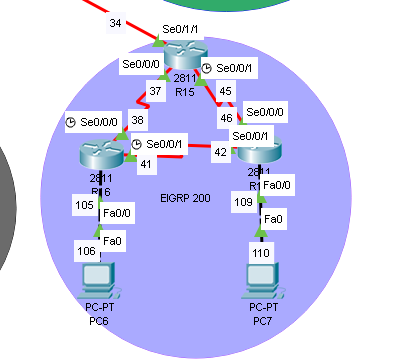 34
Se0/1/1
Se0/0/0
Se0/0/1
2811
R15
37
45
Se0/0/0
38
46
Se0/0/0
Se0/0/1
Se0/0/1
41
42
2811
R16
2811
EIGRP 200
105
Fa0/0
109
Fa0/0
Fa0
Fa0
106
110
PC-PT
PC6
PC-PT
PC7